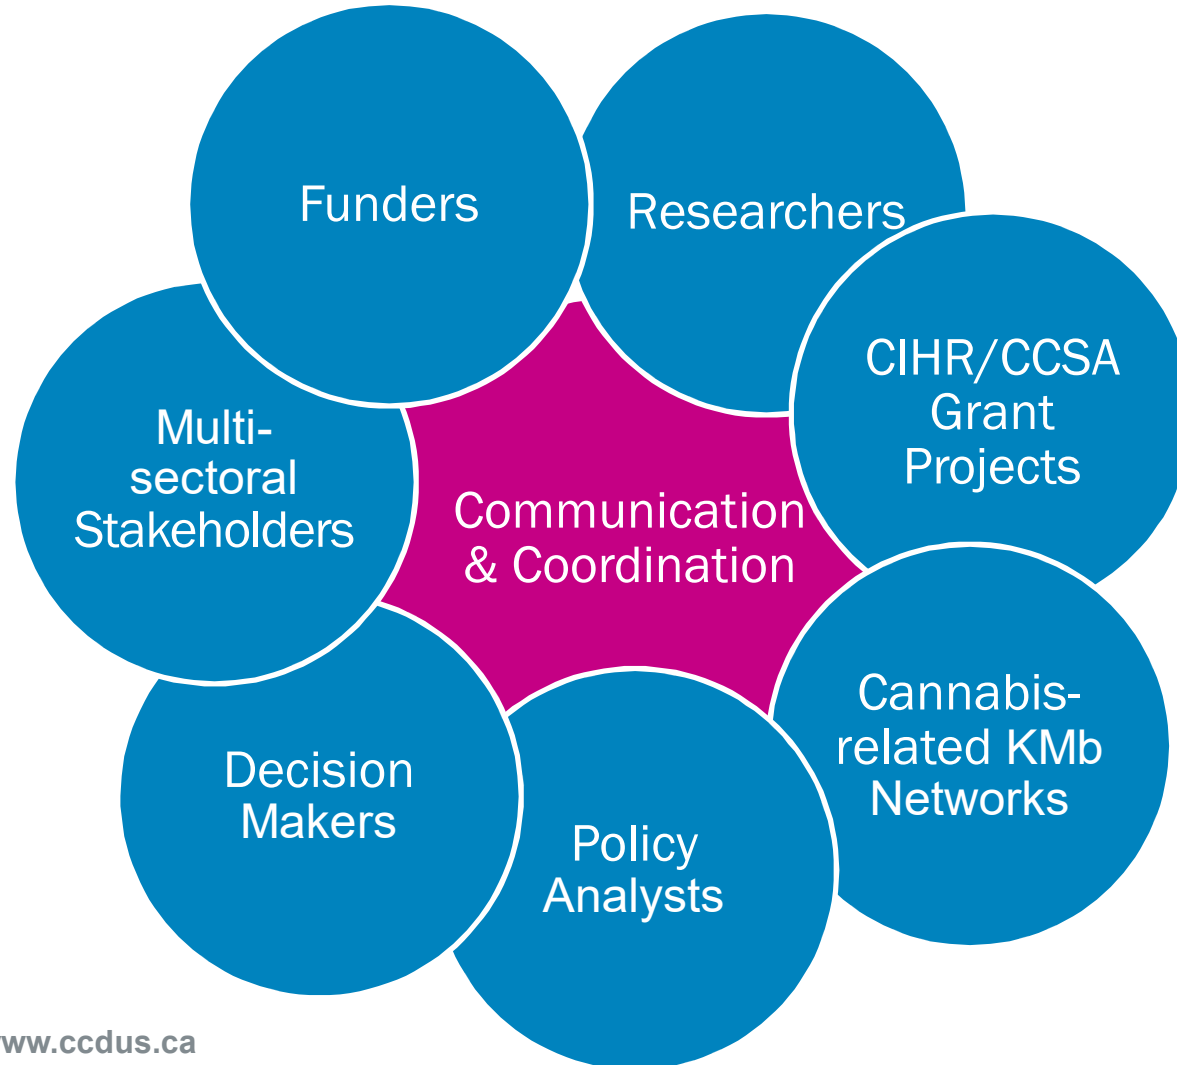 Funders
Researchers
CIHR/CCSA
Grant
Projects
Multi-
sectoral
Stakeholders
Communication
& Coordination
Cannabis-
related KMb
Networks
Decision
Makers
Policy
Analysts
www.ccdus.ca